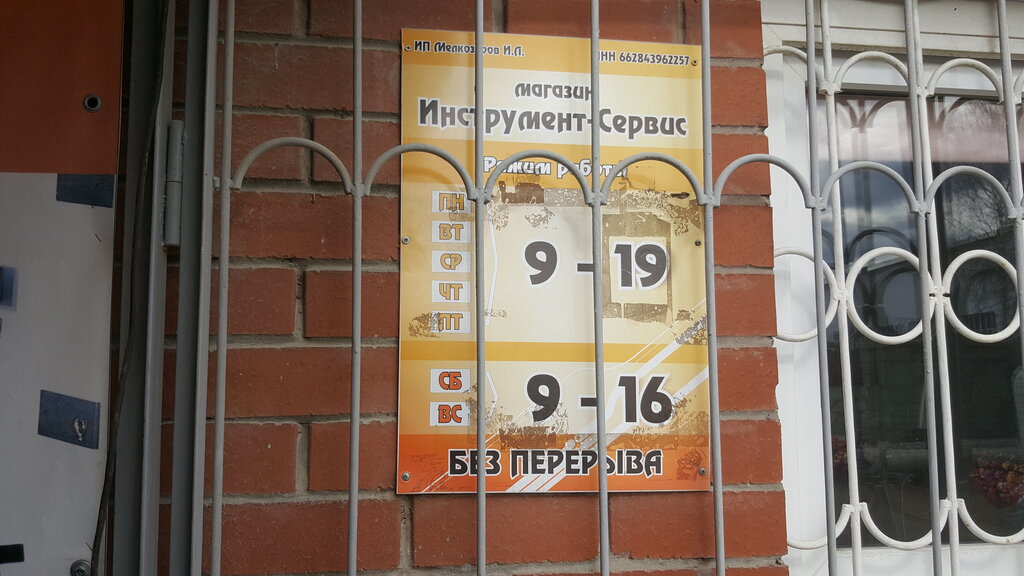 ИП Мелкозёров И.Л. ИНН 662843962257
магазин
Инструмент-Сервис
Режим работы
ПН
ВТ
СР
ЧТ
ПТ
9 - 19
СБ
ВС
9 - 16
БЕЗ ПЕРЕРЫВА